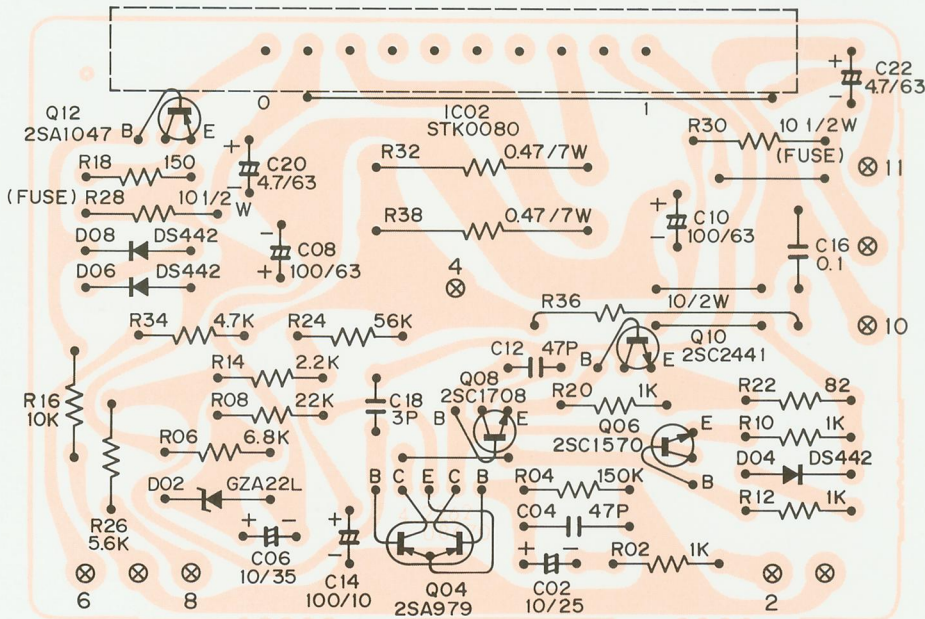 0
1
IC02
STK0080
C22
4.7/63
+
-
Q12
2SA1047
B
E
R18 150
(FUSE) R28 10 1/2
W
+
-
C20
4.7/63
R32 0.47/7W
R30 10 1/2W
(FUSE)
11
D08 DS442
D06 DS442
-
+
C08
100/63
R38 0.47/7W
+
-
C10
100/63
C16
0.1
4
R36 10/2W
10
R34 4.7K
R24 56K
C12 47P
B
E
Q10
2SC2441
R16
10K
R14 2.2K
R08 22K
R06 6.8K
C18
3P
Q08
2SC1708
B
E
R20 1K
R22 82
Q06
2SC1570
E
B
R10 1K
D04 DS442
R12 1K
D02 GZA22L
B C E C B
R04 150K
C04 47P
R26
5.6K
+ -
C06
10/35
+
-
C14
100/10
Q04
2SA979
+ -
C02
10/25
R02 1K
6
8
2